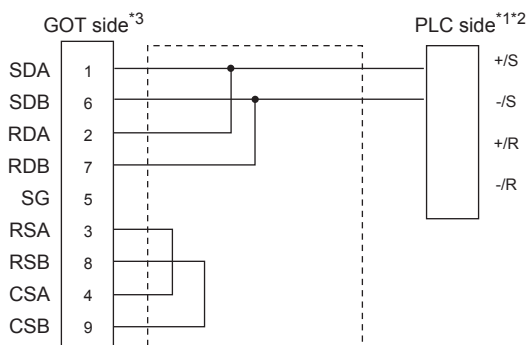 GOT side*3 PLC side*1*2
SDA 1 +/S
SDB 6 -/S
RDA 2 +/R
RDB 7 -/R
SG 5
RSA 3
RSB 8
CSA 4
CSB 9